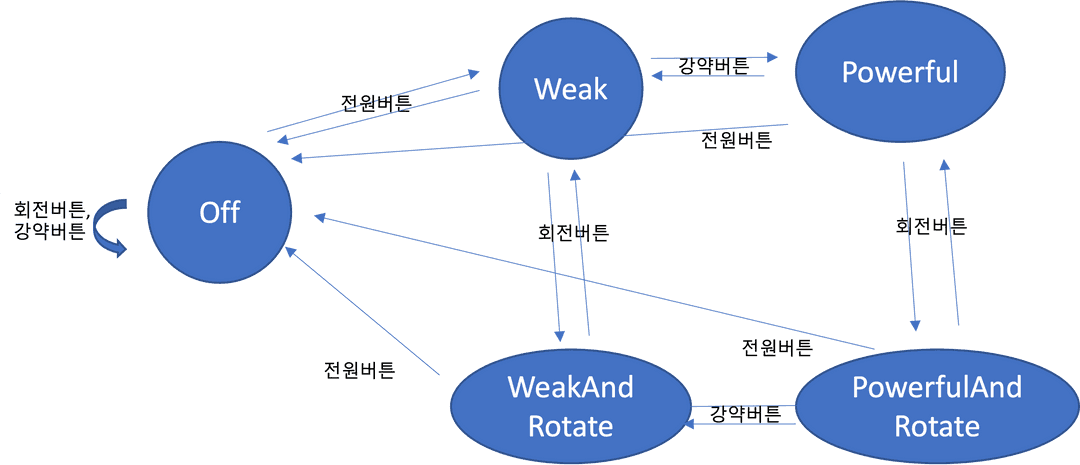 Weak
강약버튼
Powerful
전원버튼
전원버튼
회전버튼,
강약버튼
Off
회전버튼
회전버튼
전원버튼
전원버튼
WeakAnd
Rotate
강약버튼
PowerfulAnd
Rotate